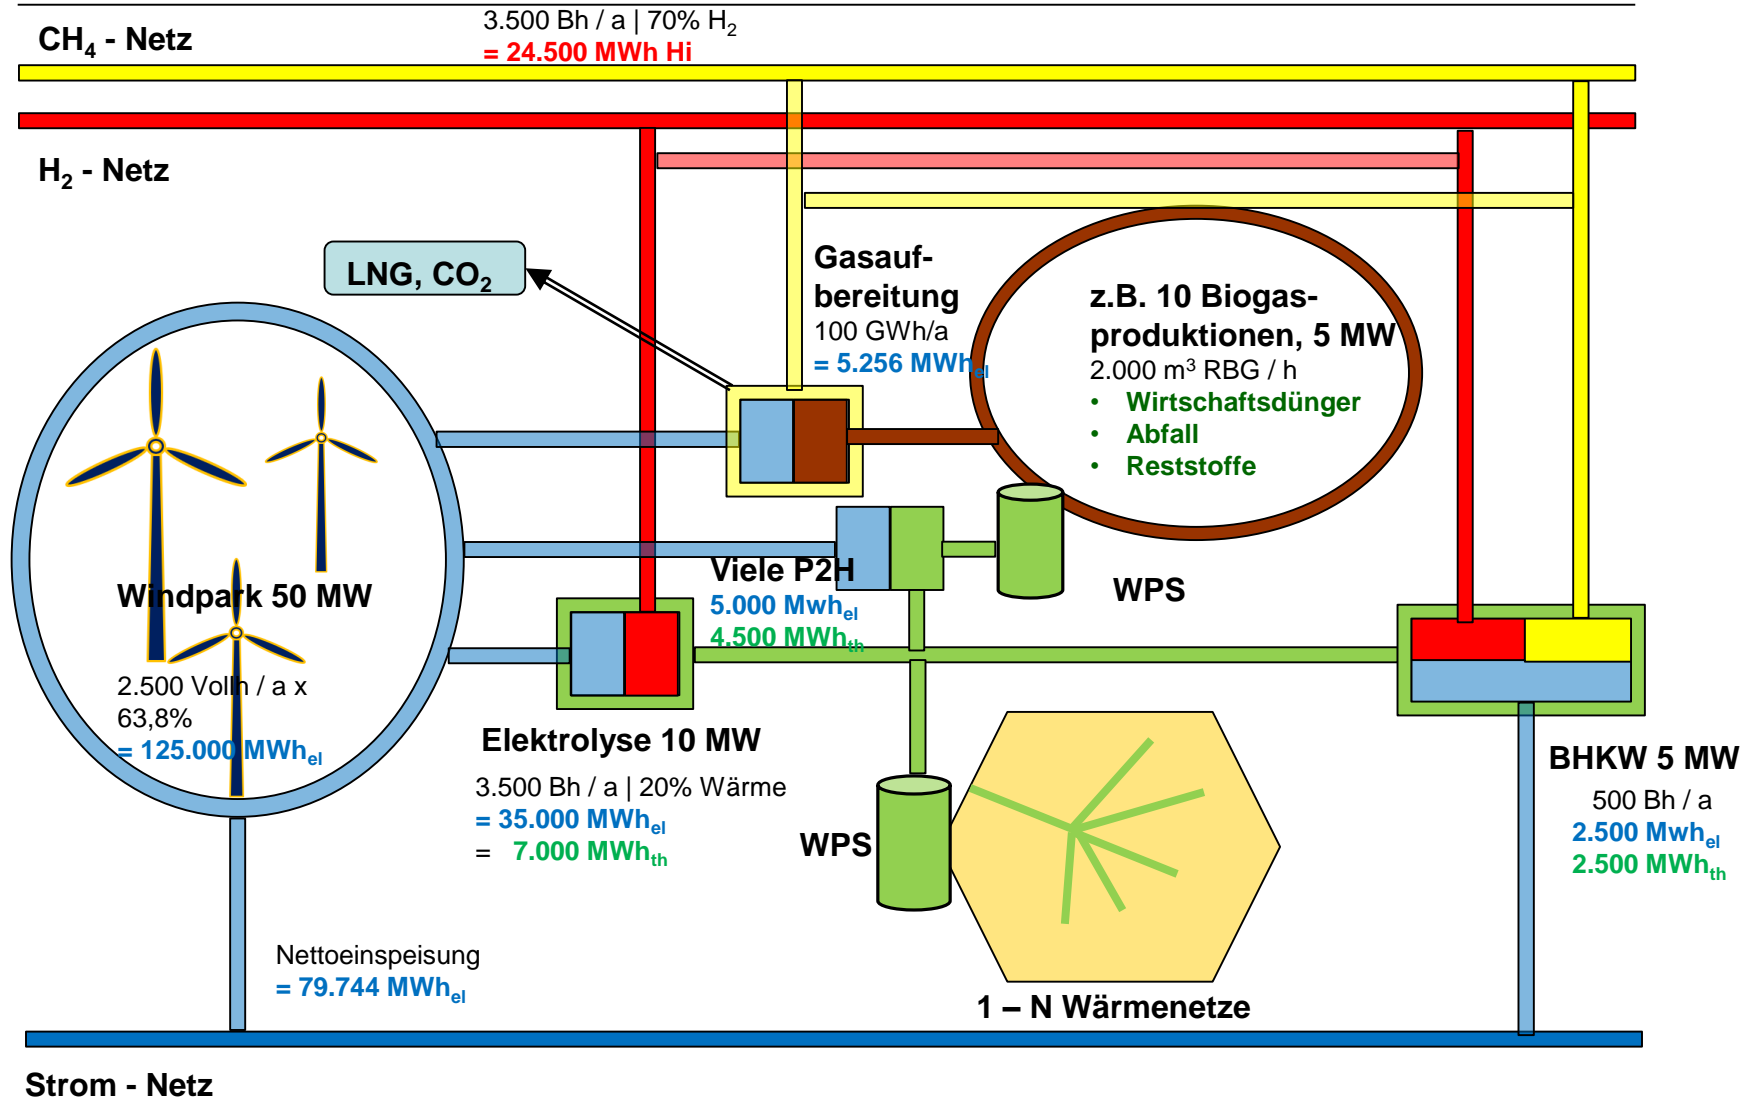 3.500 Bh / a | 70% H₂
= 24.500 MWh Hi
CH₄ - Netz
H₂ - Netz
LNG, CO₂
Gasauf-
bereitung
100 GWh/a
= 5.256 MWhₑₗ
z.B. 10 Biogas-
produktionen, 5 MW
2.000 m³ RBG / h
• Wirtschaftsdünger
• Abfall
• Reststoffe
Windpark 50 MW
2.500 Vollh / a x
63,8%
= 125.000 MWhₑₗ
Viele P2H
5.000 Mwhₑₗ
4.500 MWhₜₕ
WPS
Elektrolyse 10 MW
3.500 Bh / a | 20% Wärme
= 35.000 MWhₑₗ
= 7.000 MWhₜₕ
WPS
BHKW 5 MW
500 Bh / a
2.500 Mwhₑₗ
2.500 MWhₜₕ
Nettoeinspeisung
= 79.744 MWhₑₗ
1 – N Wärmenetze
Strom - Netz